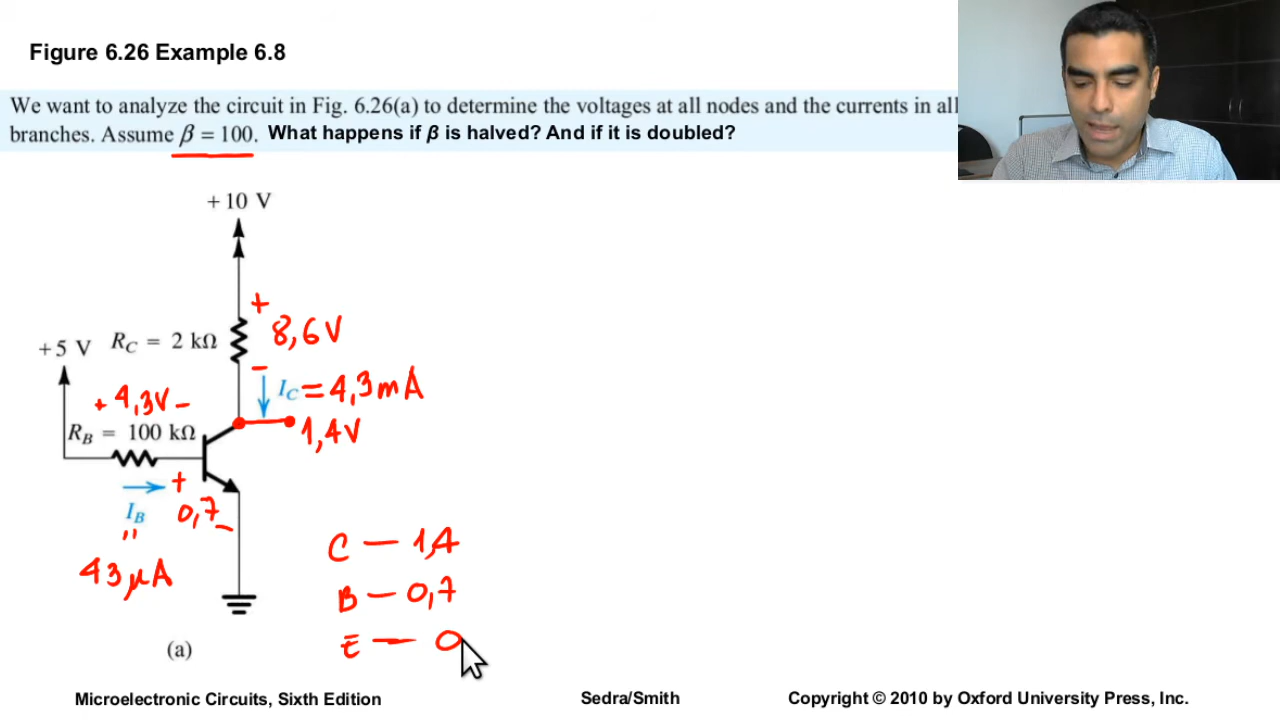 Figure 6.26 Example 6.8
We want to analyze the circuit in Fig. 6.26(a) to determine the voltages at all nodes and the currents in all
branches. Assume β = 100. What happens if β is halved? And if it is doubled?
+10 V
+
8,6V
R_C = 2 kΩ
+5 V
−
I_C = 4,3mA
+ 4,3V −
1,4V
R_B = 100 kΩ
+
I_B
0,7
−
"
43μA
C — 1,4
B — 0,7
E — 0
(a)
Microelectronic Circuits, Sixth Edition
Sedra/Smith
Copyright © 2010 by Oxford University Press, Inc.